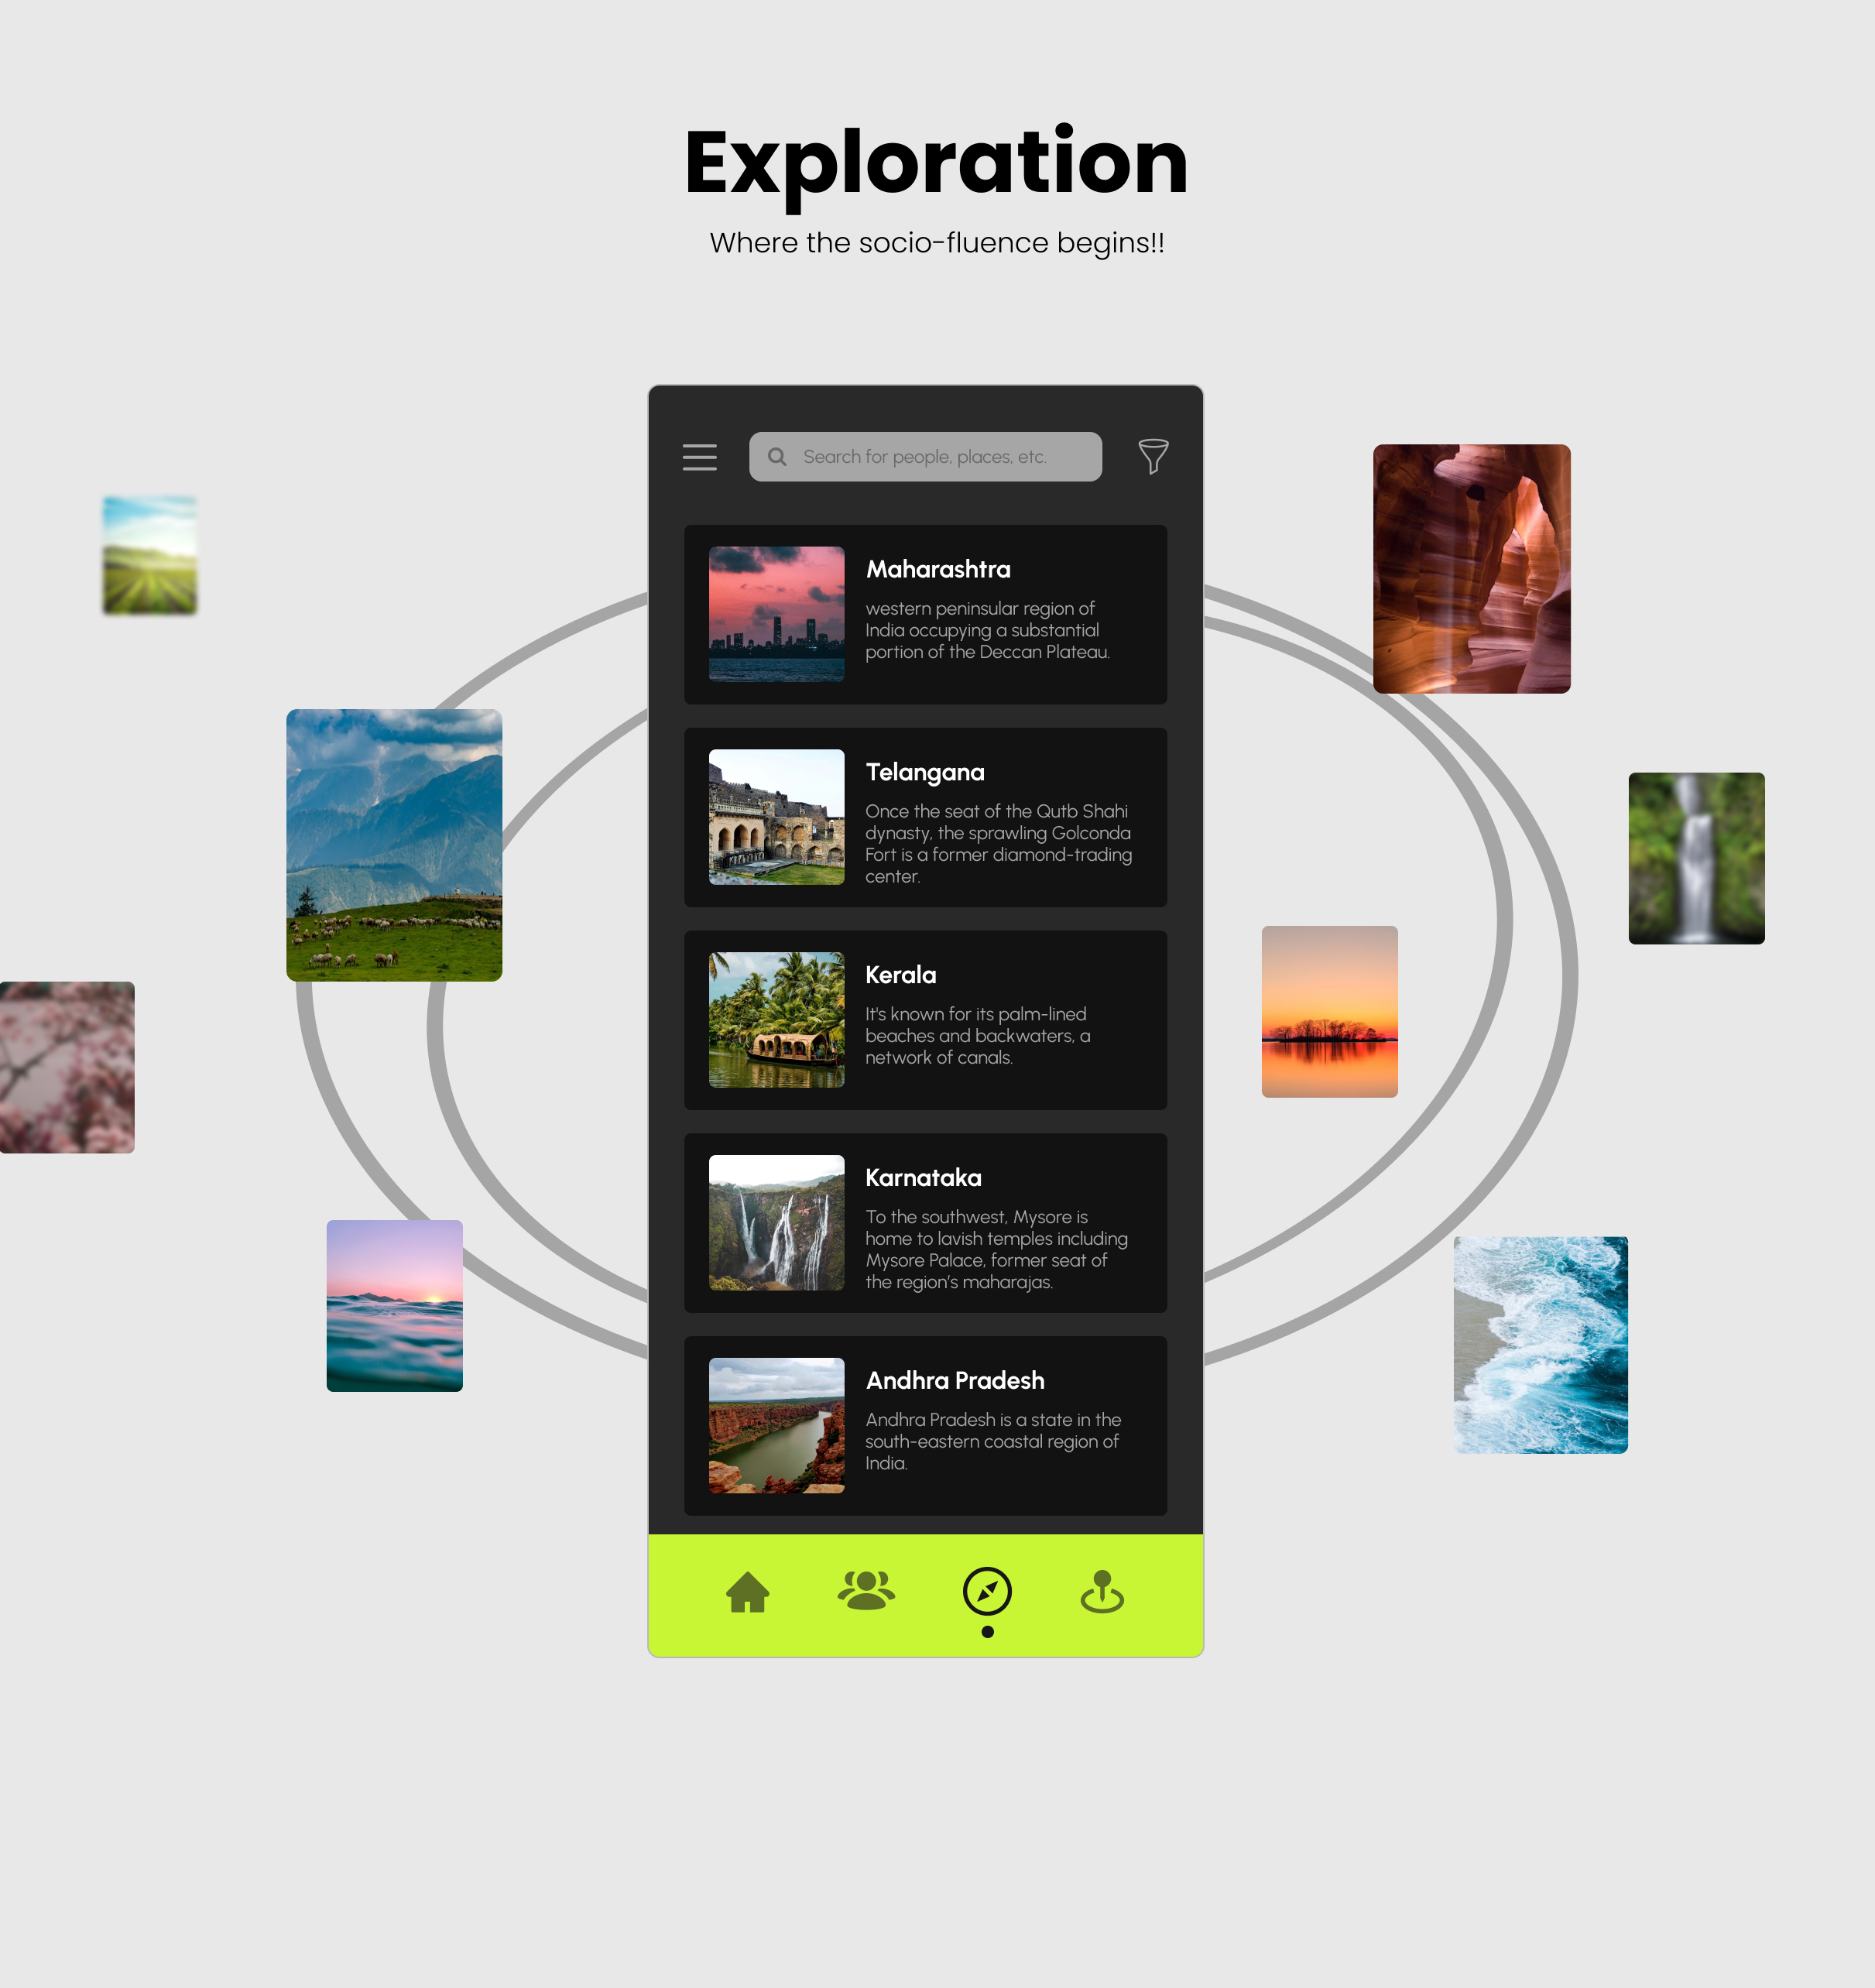 Exploration
Where the socio-fluence begins!!
Search for people, places, etc.
Maharashtra
western peninsular region of
India occupying a substantial
portion of the Deccan Plateau.
Telangana
Once the seat of the Qutb Shahi
dynasty, the sprawling Golconda
Fort is a former diamond-trading
center.
Kerala
It's known for its palm-lined
beaches and backwaters, a
network of canals.
Karnataka
To the southwest, Mysore is
home to lavish temples including
Mysore Palace, former seat of
the region’s maharajas.
Andhra Pradesh
Andhra Pradesh is a state in the
south-eastern coastal region of
India.